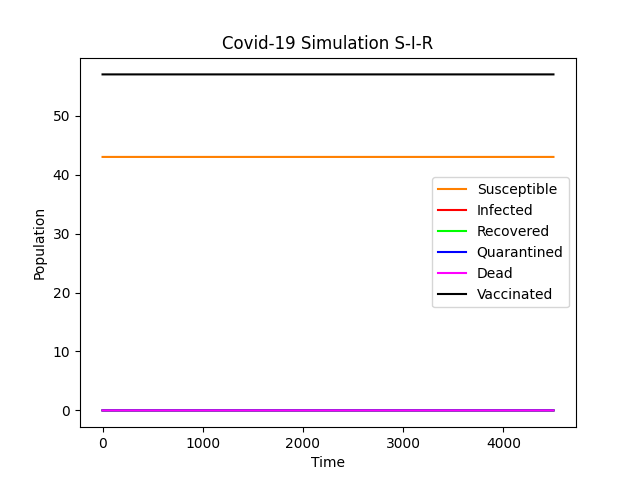 Covid-19 Simulation S-I-R
Population
50
40
30
20
10
0
Susceptible
Infected
Recovered
Quarantined
Dead
Vaccinated
0 1000 2000 3000 4000
Time